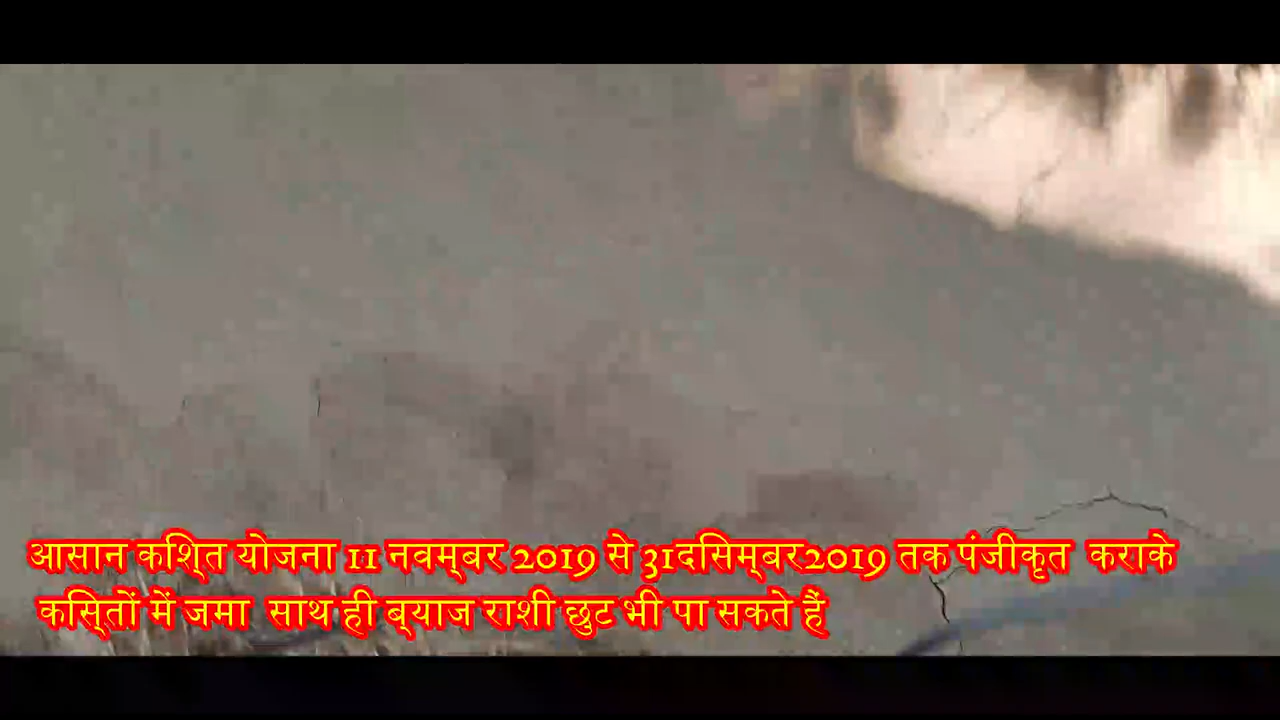 आसान कशि्त योजना 11 नवम्बर 2019 से 31दसिम्बर2019 तक पंजीकृत कराके
कसि्तों में जमा साथ ही ब्याज राशी छुट भी पा सकते हैं